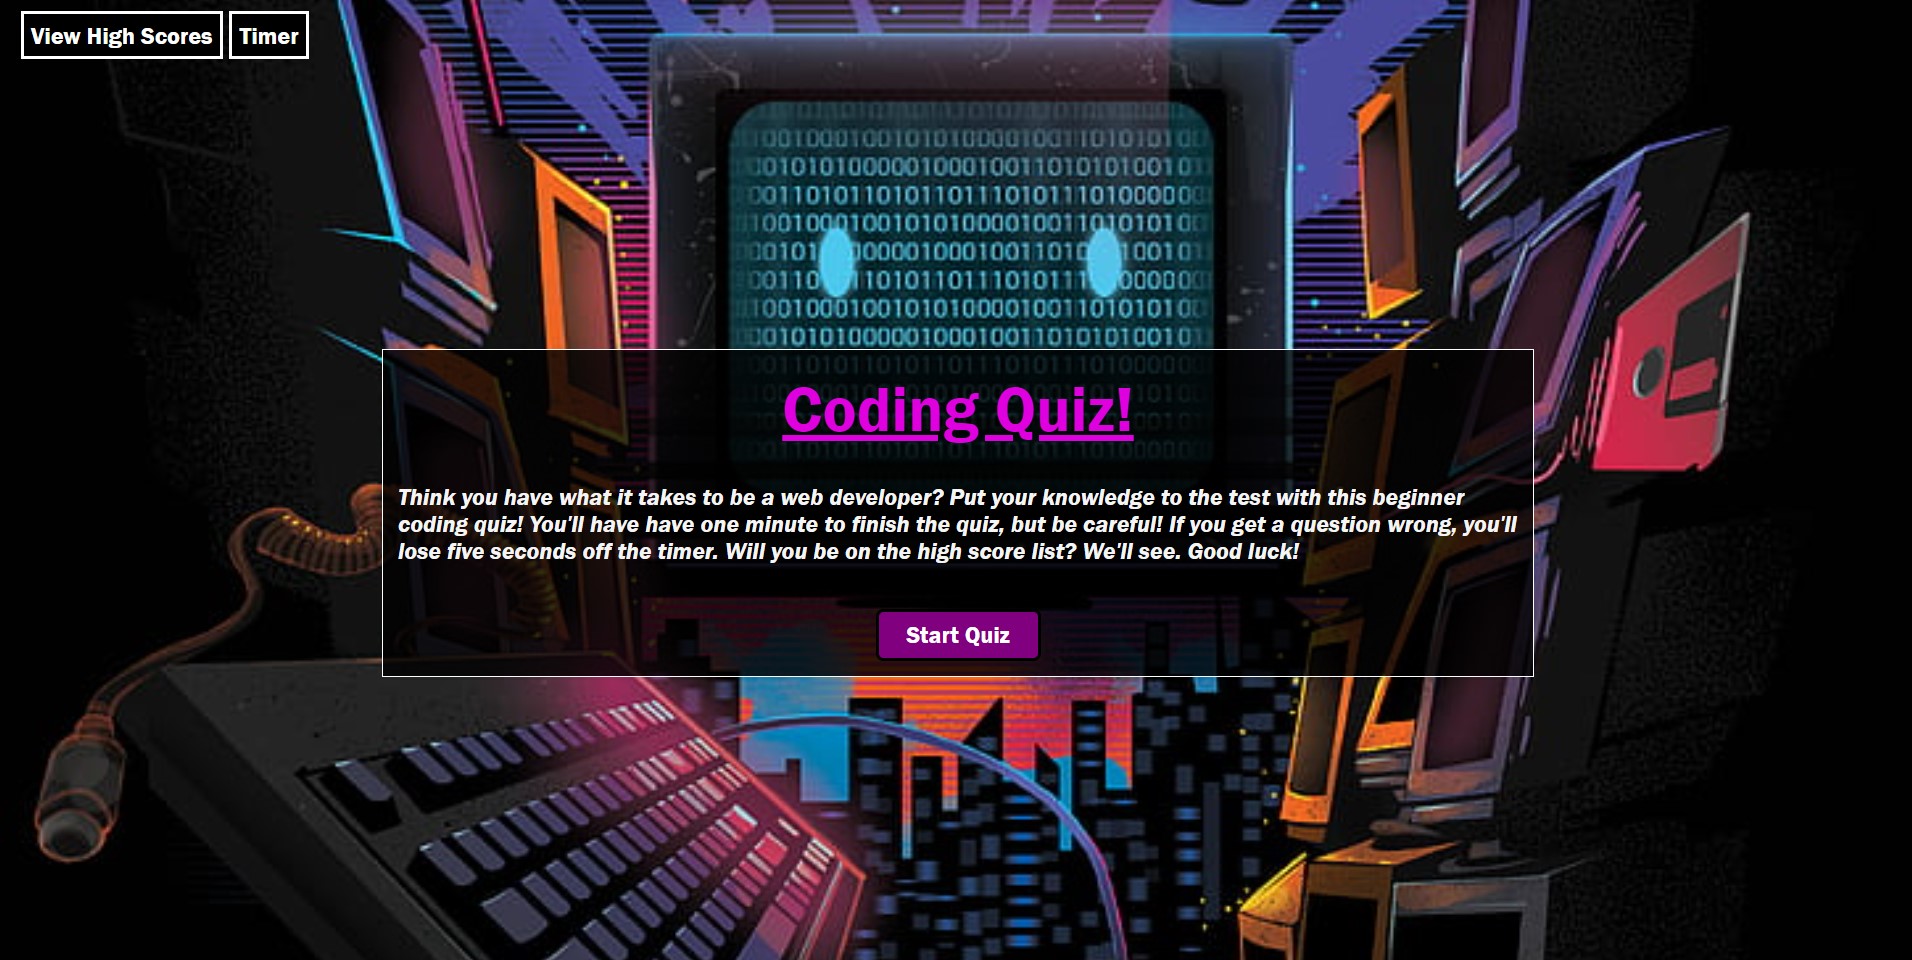 View High Scores Timer
Coding Quiz!
Think you have what it takes to be a web developer? Put your knowledge to the test with this beginner
coding quiz! You'll have have one minute to finish the quiz, but be careful! If you get a question wrong, you'll
lose five seconds off the timer. Will you be on the high score list? We'll see. Good luck!
Start Quiz